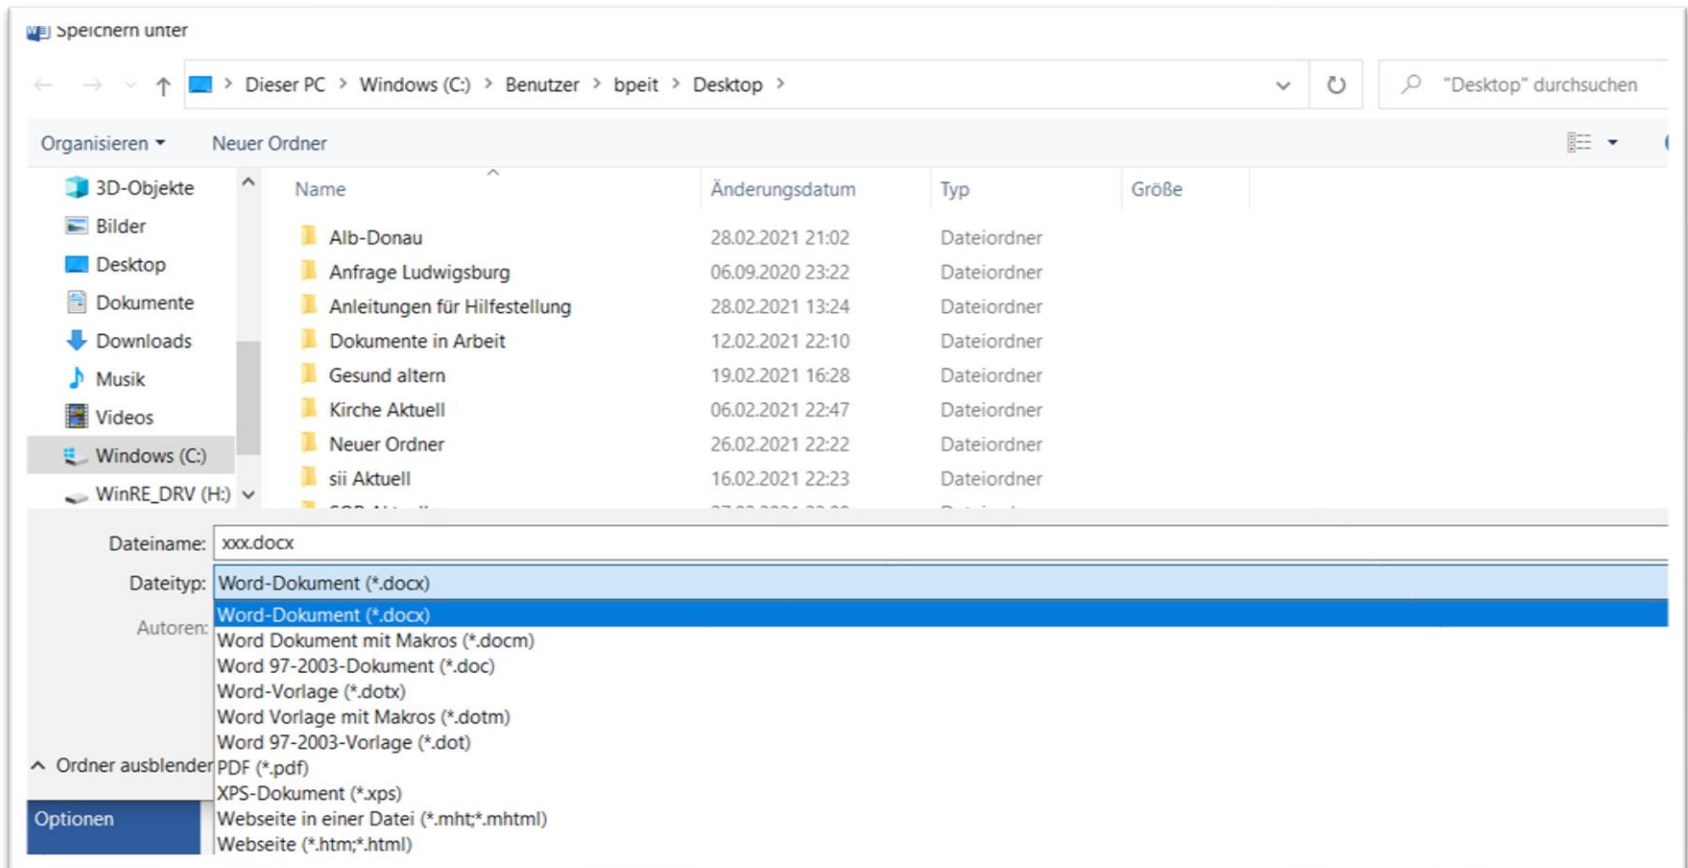 Speichern unter
Dieser PC > Windows (C:) > Benutzer > bpeit > Desktop >
"Desktop" durchsuchen
Organisieren
Neuer Ordner
3D-Objekte
Bilder
Desktop
Dokumente
Downloads
Musik
Videos
Windows (C:)
WinRE_DRV (H:)
Name Änderungsdatum Typ Größe
Alb-Donau 28.02.2021 21:02 Dateiordner
Anfrage Ludwigsburg 06.09.2020 23:22 Dateiordner
Anleitungen für Hilfestellung 28.02.2021 13:24 Dateiordner
Dokumente in Arbeit 12.02.2021 22:10 Dateiordner
Gesund altern 19.02.2021 16:28 Dateiordner
Kirche Aktuell 06.02.2021 22:47 Dateiordner
Neuer Ordner 26.02.2021 22:22 Dateiordner
sii Aktuell 16.02.2021 22:23 Dateiordner
Dateiname: xxx.docx
Dateityp: Word-Dokument (*.docx)
Autoren:
Word-Dokument (*.docx)
Word Dokument mit Makros (*.docm)
Word 97-2003-Dokument (*.doc)
Word-Vorlage (*.dotx)
Word Vorlage mit Makros (*.dotm)
Word 97-2003-Vorlage (*.dot)
PDF (*.pdf)
XPS-Dokument (*.xps)
Webseite in einer Datei (*.mht;*.mhtml)
Webseite (*.htm;*.html)
Ordner ausblenden
Optionen